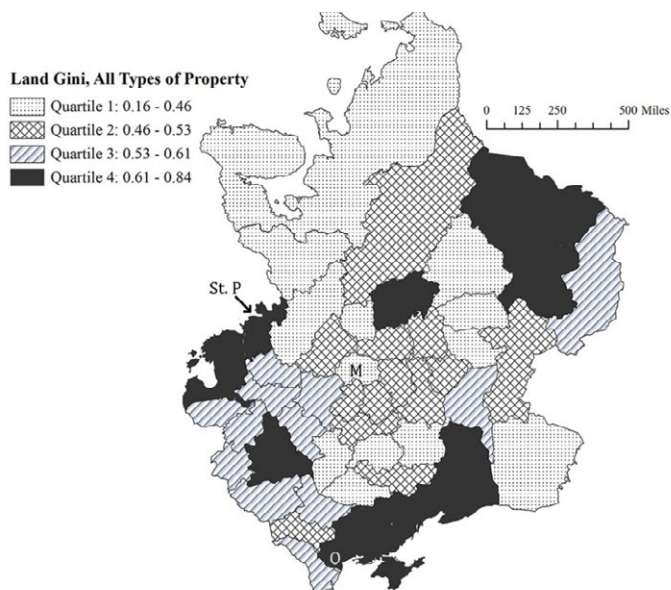 Land Gini, All Types of Property
Quartile 1: 0.16 - 0.46
Quartile 2: 0.46 - 0.53
Quartile 3: 0.53 - 0.61
Quartile 4: 0.61 - 0.84
0 125 250 500 Miles
St. P
M
O